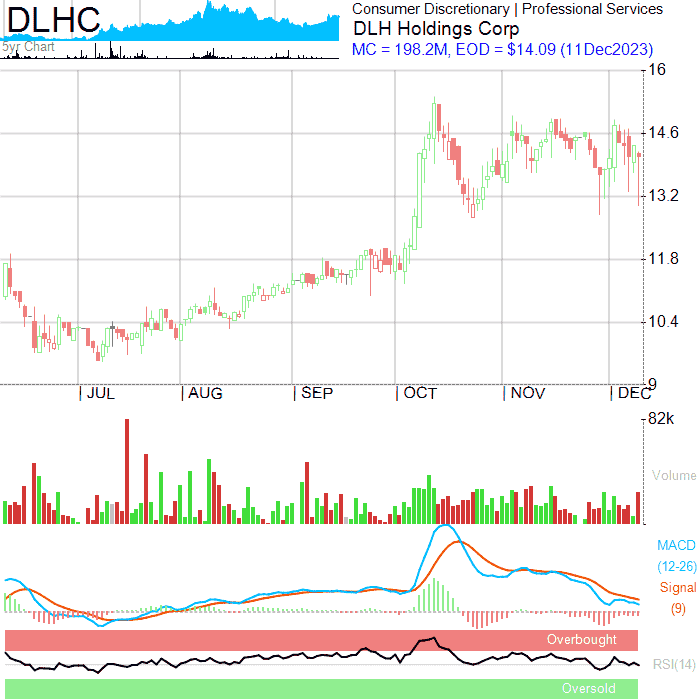 DLHC
5yr Chart
Consumer Discretionary | Professional Services
DLH Holdings Corp
MC = 198.2M, EOD = $14.09 (11Dec2023)
16
14.6
13.2
11.8
10.4
9
JUL
AUG
SEP
OCT
NOV
DEC
82k
Volume
MACD
(12-26)
Signal
(9)
Overbought
RSI(14)
Oversold